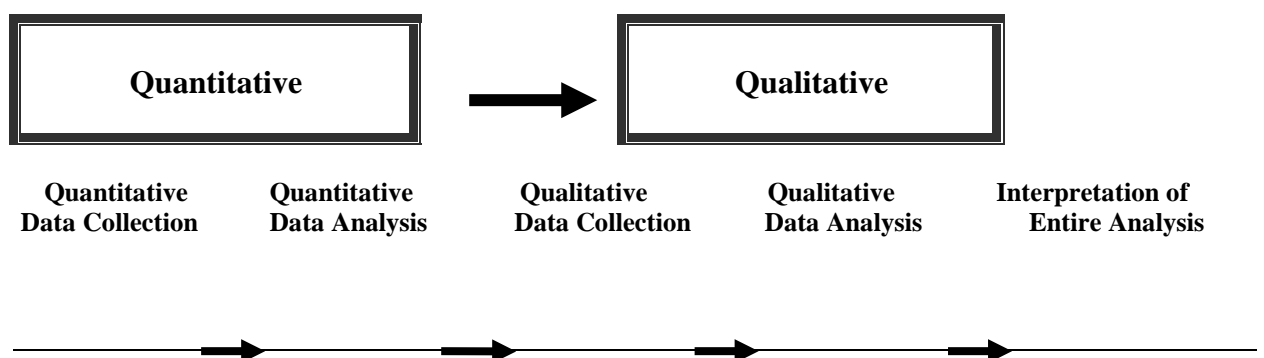 Quantitative
Qualitative
Quantitative Data Collection
Quantitative Data Analysis
Qualitative Data Collection
Qualitative Data Analysis
Interpretation of Entire Analysis